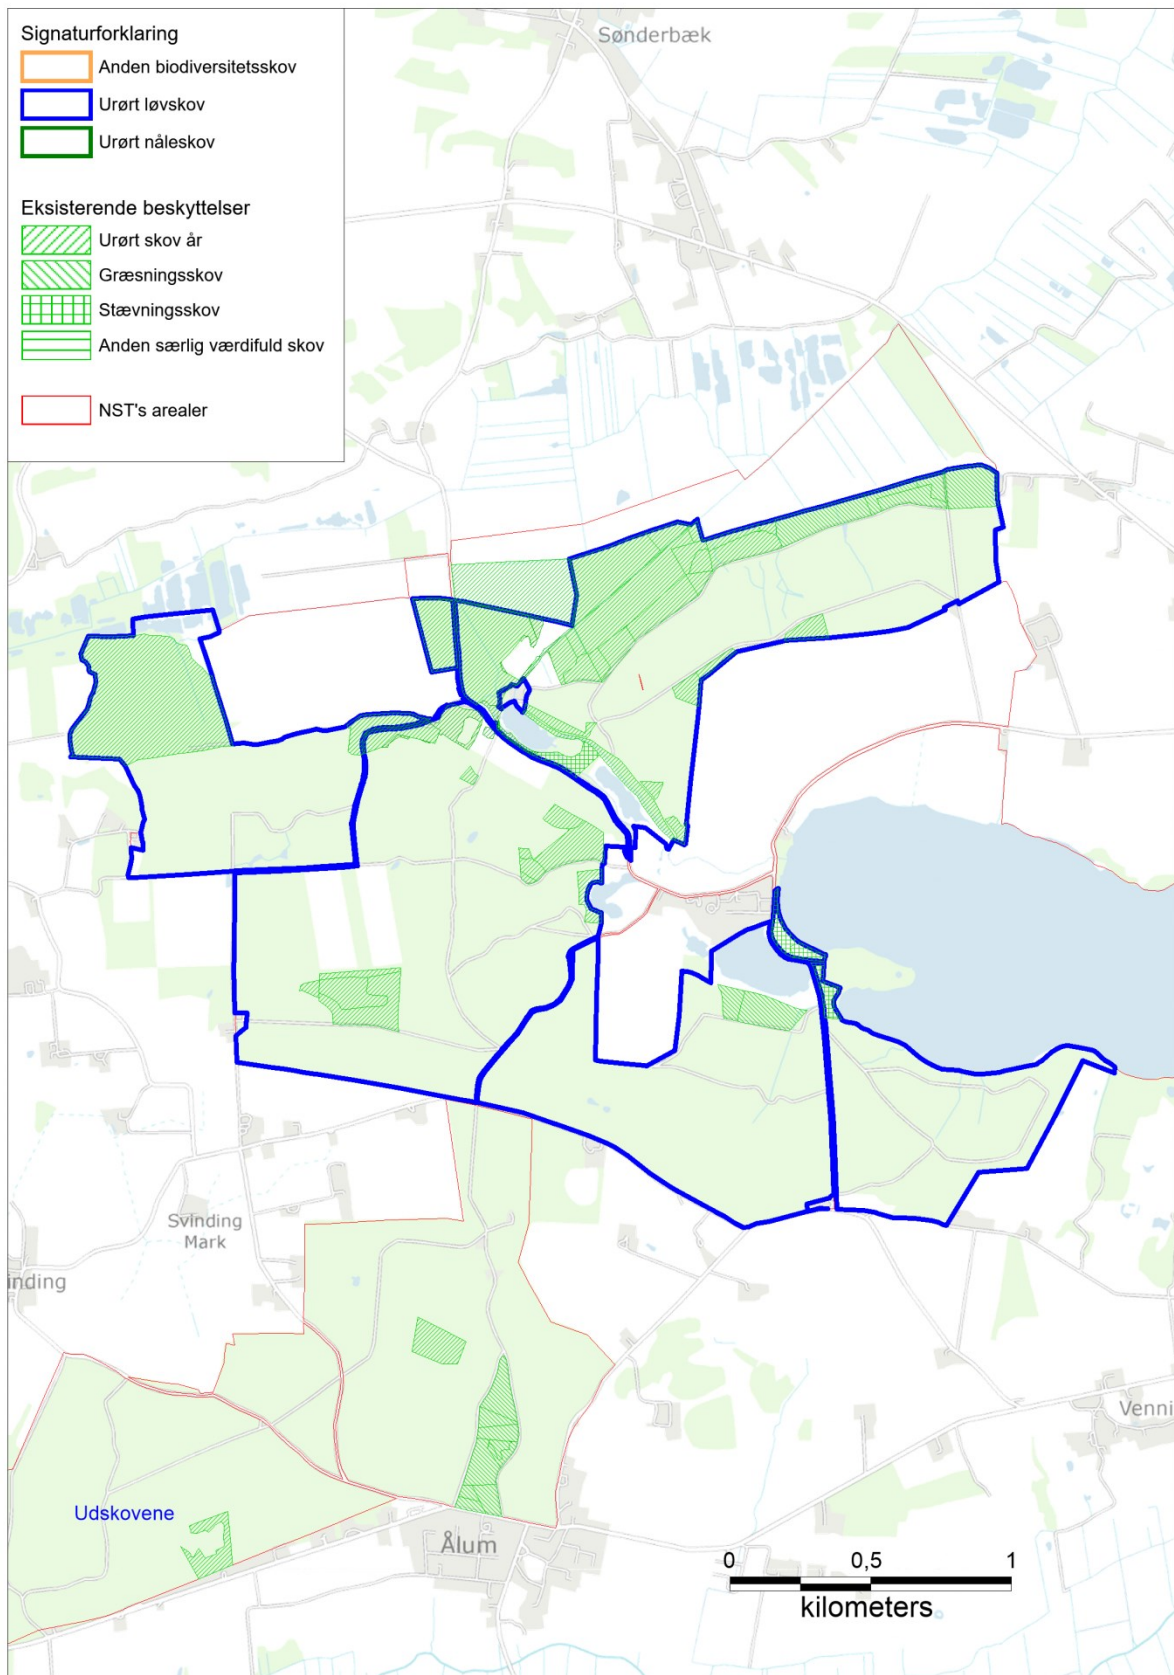 Signaturforklaring
Anden biodiversitetsskov
Urørt løvskov
Urørt nåleskov
Eksisterende beskyttelser
Urørt skov år
Græsningsskov
Stævningsskov
Anden særlig værdifuld skov
NST's arealer
Sønderbæk
Svinding
Mark
inding
Venni
Udskovene
Ålum
0 0,5 1
kilometers